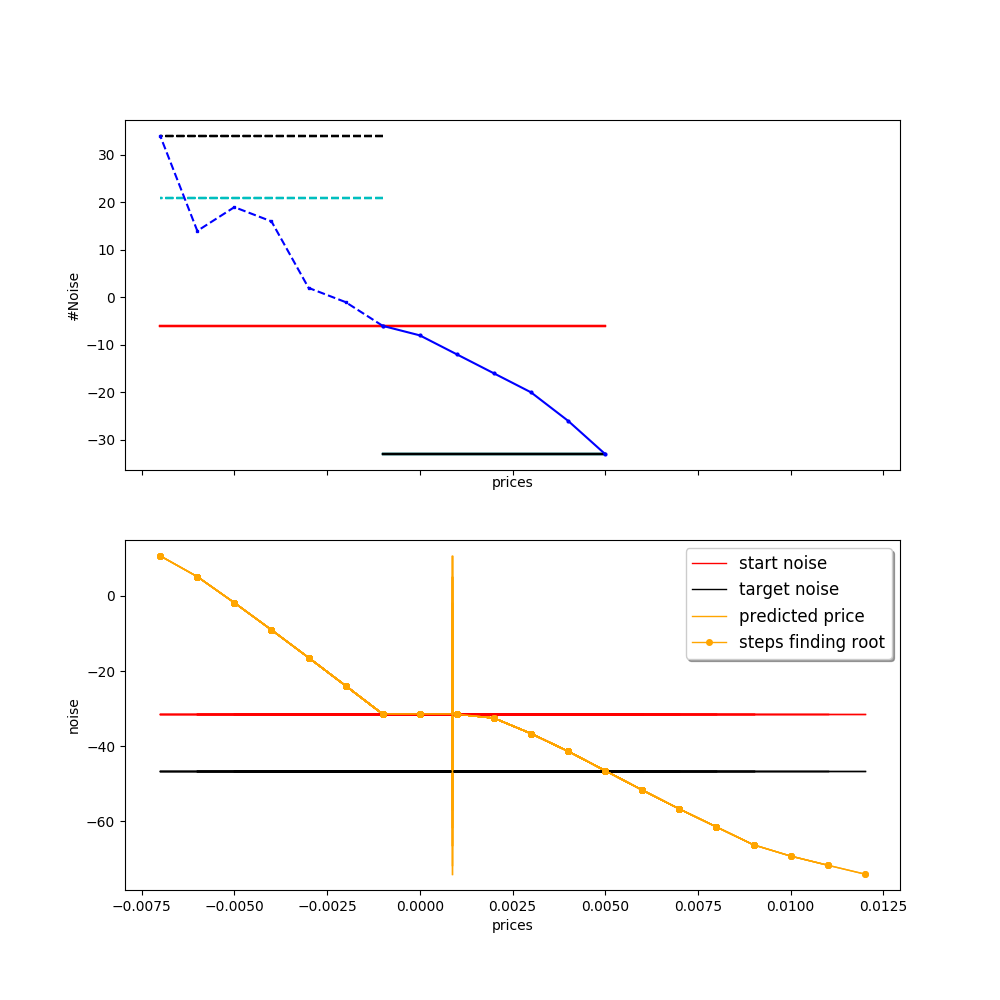 30
20
10
0
−10
−20
−30
#Noise
prices
start noise
target noise
predicted price
steps finding root
0
−20
−40
−60
noise
−0.0075 −0.0050 −0.0025 0.0000 0.0025 0.0050 0.0075 0.0100 0.0125
prices